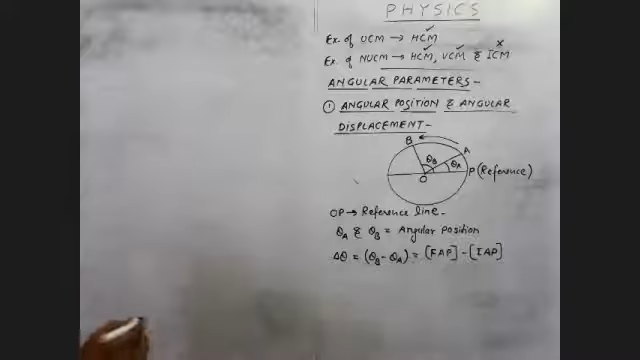 PHYSICS
Ex. of UCM → HCM
Ex. of NUCM → HCM, VCM & ICM
ANGULAR PARAMETERS -
① ANGULAR POSITION & ANGULAR
DISPLACEMENT -
B
A
θB
θA
P (Reference)
O
OP → Reference line -
θA & θB = Angular Position
Δθ = (θB - θA) = [FAP] - [IAP]